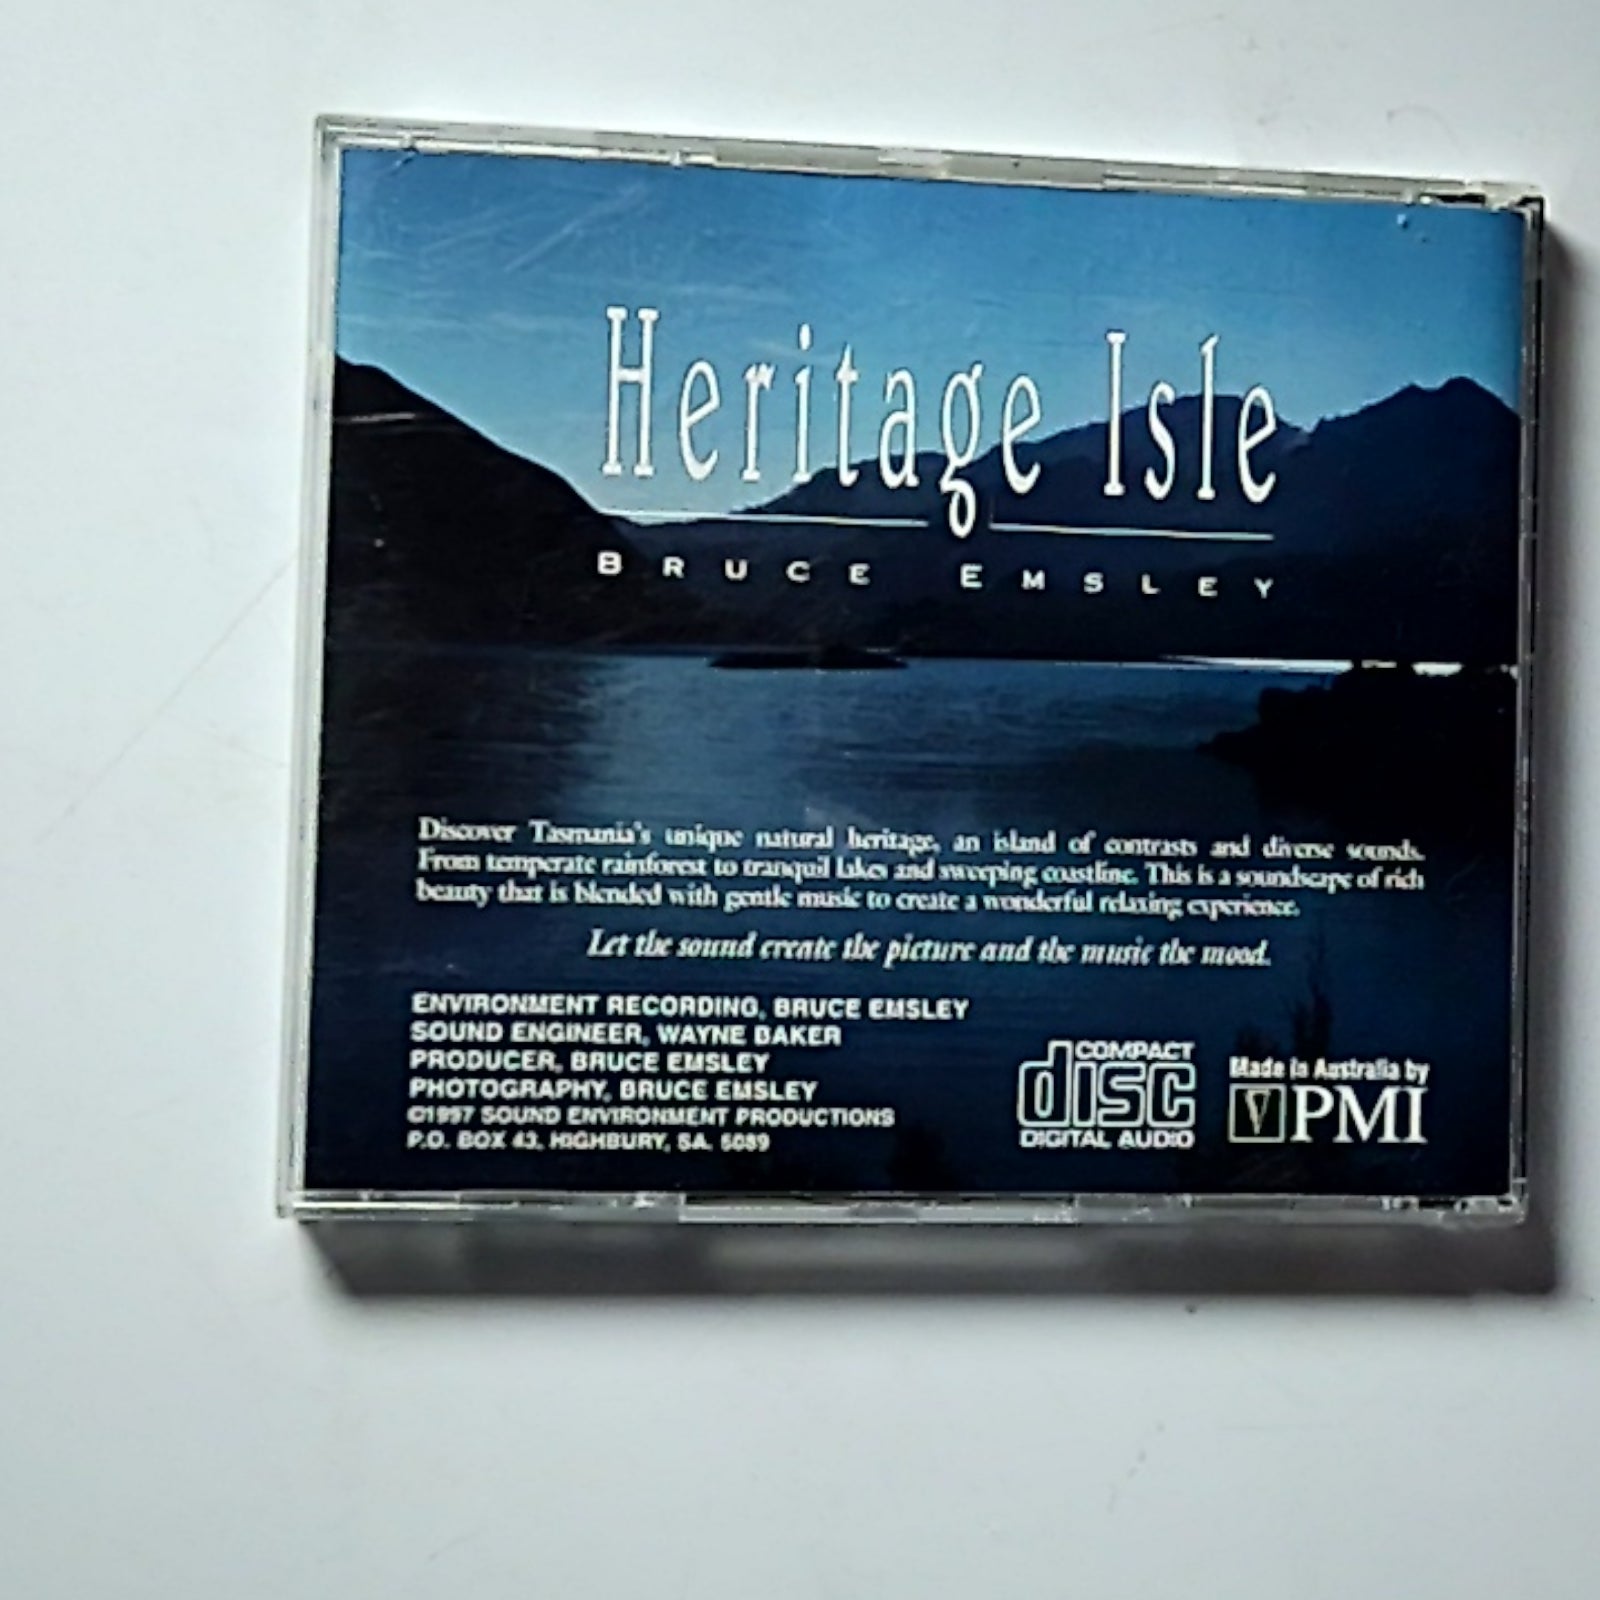 Heritage Isle
BRUCE EMSLEY
Discover Tasmania's unique natural heritage, an island of contrasts and diverse sounds.
From temperate rainforest to tranquil lakes and sweeping coastline. This is a soundscape of rich
beauty that is blended with gentle music to create a wonderful relaxing experience.
Let the sound create the picture and the music the mood.
ENVIRONMENT RECORDING, BRUCE EMSLEY
SOUND ENGINEER, WAYNE BAKER
PRODUCER, BRUCE EMSLEY
PHOTOGRAPHY, BRUCE EMSLEY
©1997 SOUND ENVIRONMENT PRODUCTIONS
P.O. BOX 43, HIGHBURY, SA. 5089
COMPACT
disc
DIGITAL AUDIO
Made in Australia by
PMI